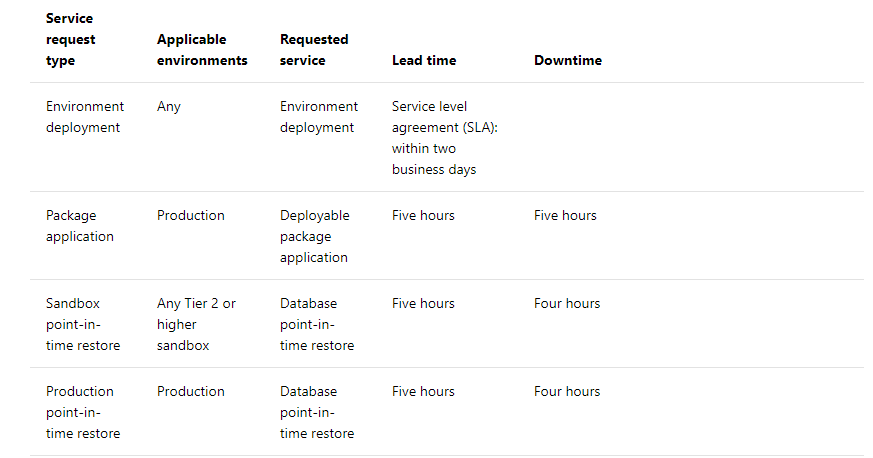 Service
request
type
Applicable
environments
Requested
service
Lead time
Downtime
Environment
deployment
Any
Environment
deployment
Service level
agreement (SLA):
within two
business days
Package
application
Production
Deployable
package
application
Five hours
Five hours
Sandbox
point-in-
time restore
Any Tier 2 or
higher
sandbox
Database
point-in-
time restore
Five hours
Four hours
Production
point-in-
time restore
Production
Database
point-in-
time restore
Five hours
Four hours